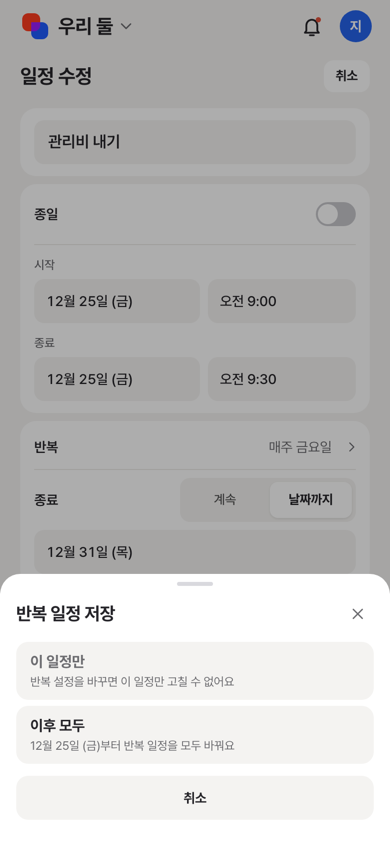 우리 둘
지
일정 수정
취소
관리비 내기
종일
시작
12월 25일 (금)
오전 9:00
종료
12월 25일 (금)
오전 9:30
반복
매주 금요일
종료
계속
날짜까지
12월 31일 (목)
반복 일정 저장
이 일정만
반복 설정을 바꾸면 이 일정만 고칠 수 없어요
이후 모두
12월 25일 (금)부터 반복 일정을 모두 바꿔요
취소